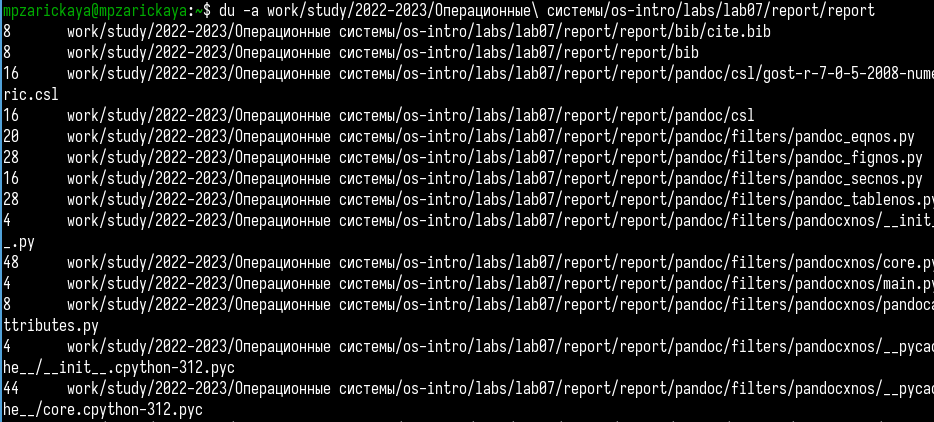 mpzarickaya@mpzarickaya:~$ du -a work/study/2022-2023/Операционные\ системы/os-intro/labs/lab07/report/report
8       work/study/2022-2023/Операционные системы/os-intro/labs/lab07/report/report/bib/cite.bib
8       work/study/2022-2023/Операционные системы/os-intro/labs/lab07/report/report/bib
16      work/study/2022-2023/Операционные системы/os-intro/labs/lab07/report/report/pandoc/csl/gost-r-7-0-5-2008-nume
ric.csl
16      work/study/2022-2023/Операционные системы/os-intro/labs/lab07/report/report/pandoc/csl
20      work/study/2022-2023/Операционные системы/os-intro/labs/lab07/report/report/pandoc/filters/pandoc_eqnos.py
28      work/study/2022-2023/Операционные системы/os-intro/labs/lab07/report/report/pandoc/filters/pandoc_fignos.py
16      work/study/2022-2023/Операционные системы/os-intro/labs/lab07/report/report/pandoc/filters/pandoc_secnos.py
28      work/study/2022-2023/Операционные системы/os-intro/labs/lab07/report/report/pandoc/filters/pandoc_tablenos.py
4       work/study/2022-2023/Операционные системы/os-intro/labs/lab07/report/report/pandoc/filters/pandocxnos/__init_
_.py
48      work/study/2022-2023/Операционные системы/os-intro/labs/lab07/report/report/pandoc/filters/pandocxnos/core.py
4       work/study/2022-2023/Операционные системы/os-intro/labs/lab07/report/report/pandoc/filters/pandocxnos/main.py
8       work/study/2022-2023/Операционные системы/os-intro/labs/lab07/report/report/pandoc/filters/pandocxnos/pandoca
ttributes.py
4       work/study/2022-2023/Операционные системы/os-intro/labs/lab07/report/report/pandoc/filters/pandocxnos/__pycac
he__/__init__.cpython-312.pyc
44      work/study/2022-2023/Операционные системы/os-intro/labs/lab07/report/report/pandoc/filters/pandocxnos/__pycac
he__/core.cpython-312.pyc